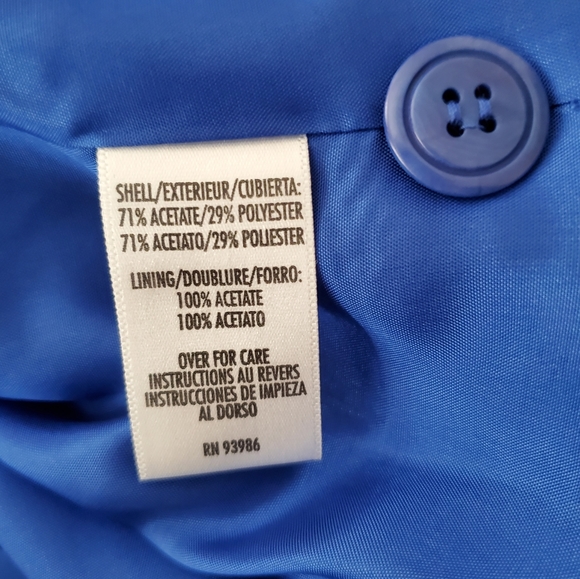 SHELL/EXTERIEUR/CUBIERTA:
71% ACETATE/29% POLYESTER
71% ACETATO/29% POLIESTER
LINING/DOUBLURE/FORRO:
100% ACETATE
100% ACETATO
OVER FOR CARE
INSTRUCTIONS AU REVERS
INSTRUCCIONES DE IMPIEZA
AL DORSO
RN 93986